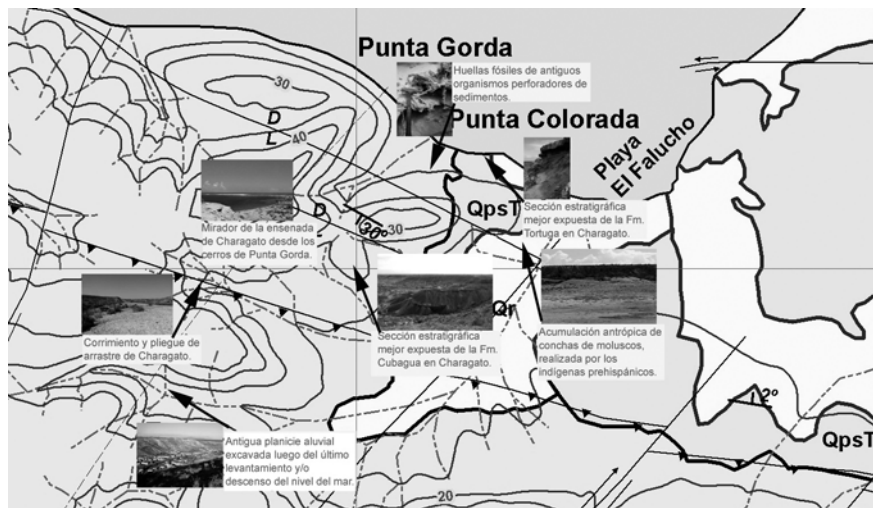 Punta Gorda
Huellas fósiles de antiguos
organismos perforadores de
sedimentos.
30
D
40
L
Punta Colorada
Playa
El Falucho
D
QpsT
30º
30
Mirador de la ensenada
de Charagato desde los
cerros de Punta Gorda.
Sección estratigráfica
mejor expuesta de la Fm.
Tortuga en Charagato.
Qr
Corrimiento y pliegue de
arrastre de Charagato.
Sección estratigráfica
mejor expuesta de la Fm.
Cubagua en Charagato.
Acumulación antrópica de
conchas de moluscos,
realizada por los
indígenas prehispánicos.
2º
QpsT
Antigua planicie aluvial
excavada luego del último
levantamiento y/o
descenso del nivel del mar.
20